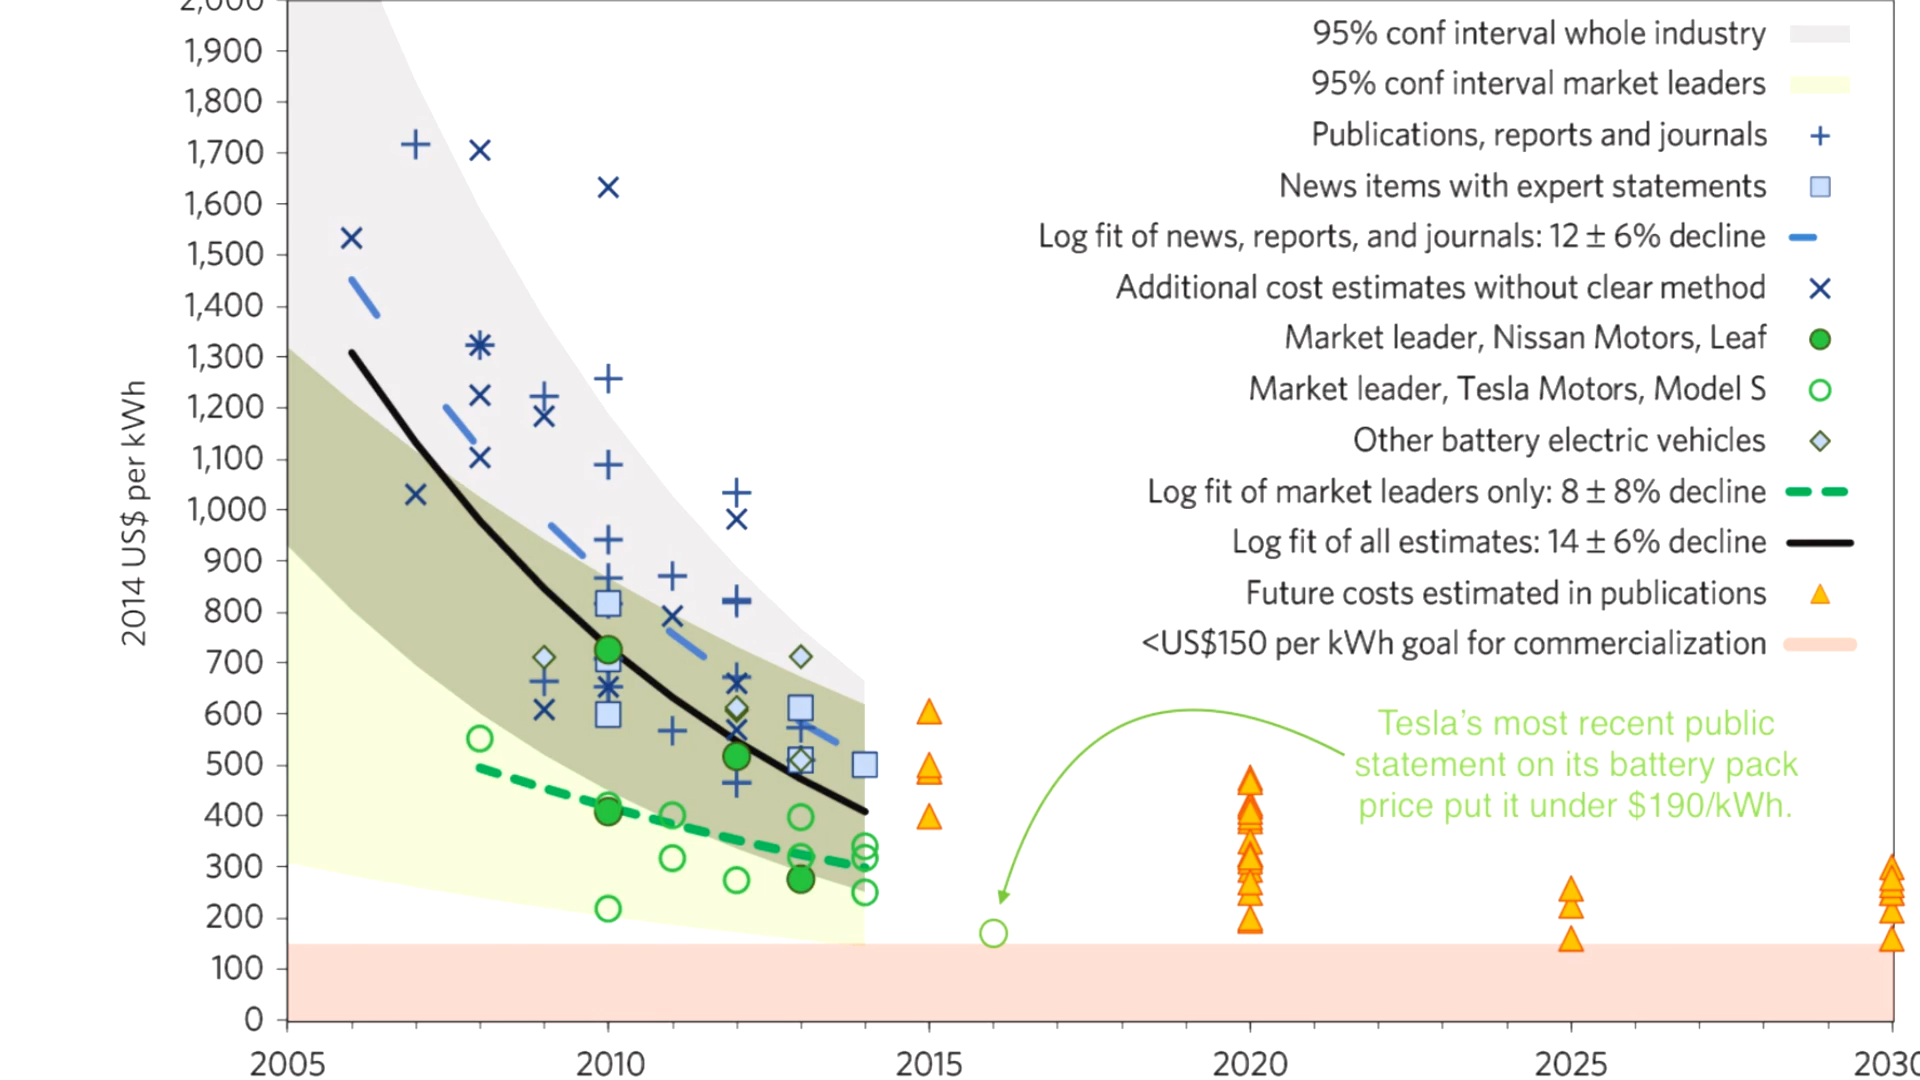 2,000
1,900
1,800
1,700
1,600
1,500
1,400
1,300
1,200
1,100
1,000
900
800
700
600
500
400
300
200
100
0
2014 US$ per kWh
2005
2010
2015
2020
2025
2030
95% conf interval whole industry
95% conf interval market leaders
Publications, reports and journals
News items with expert statements
Log fit of news, reports, and journals: 12 ± 6% decline
Additional cost estimates without clear method
Market leader, Nissan Motors, Leaf
Market leader, Tesla Motors, Model S
Other battery electric vehicles
Log fit of market leaders only: 8 ± 8% decline
Log fit of all estimates: 14 ± 6% decline
Future costs estimated in publications
<US$150 per kWh goal for commercialization
Tesla's most recent public
statement on its battery pack
price put it under $190/kWh.